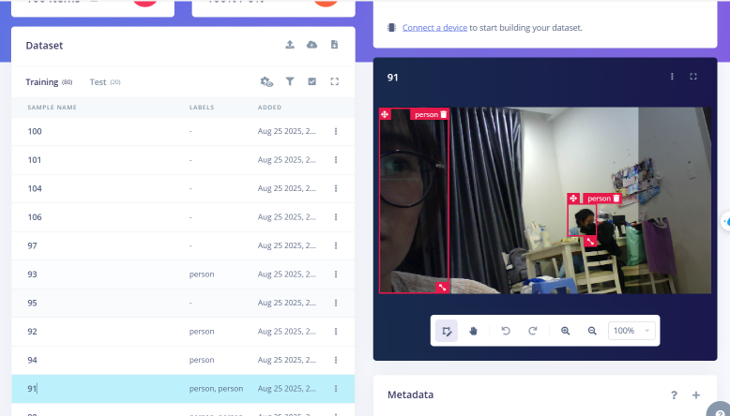 Connect a device to start building your dataset.
Dataset
Training (80) Test (20)
SAMPLE NAME LABELS ADDED
100 - Aug 25 2025, 2...
101 - Aug 25 2025, 2...
104 - Aug 25 2025, 2...
106 - Aug 25 2025, 2...
97 - Aug 25 2025, 2...
93 person Aug 25 2025, 2...
95 - Aug 25 2025, 2...
92 person Aug 25 2025, 2...
94 person Aug 25 2025, 2...
91 person, person Aug 25 2025, 2...
91
person
person
100%
Metadata